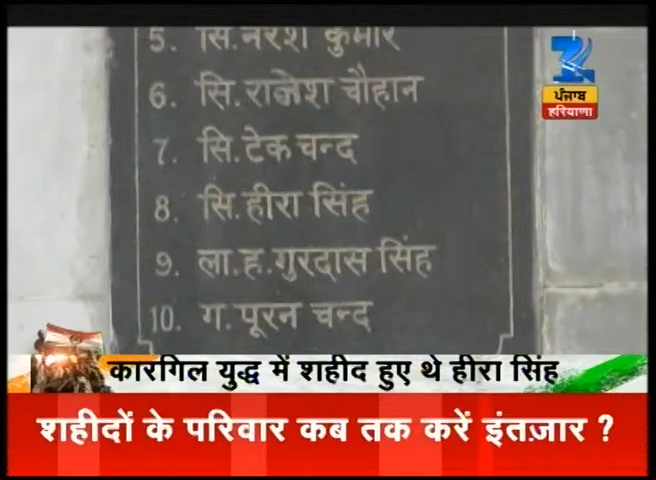 5. सि.नरेश कुमार
6. सि.राजेश चौहान
7. सि.टेक चन्द
8. सि.हीरा सिंह
9. ला.ह.गुरदास सिंह
10. ग.पूरन चन्द
ZEE
ਪੰਜਾਬ
हरियाणा
कारगिल युद्ध में शहीद हुए थे हीरा सिंह
शहीदों के परिवार कब तक करें इंतज़ार ?